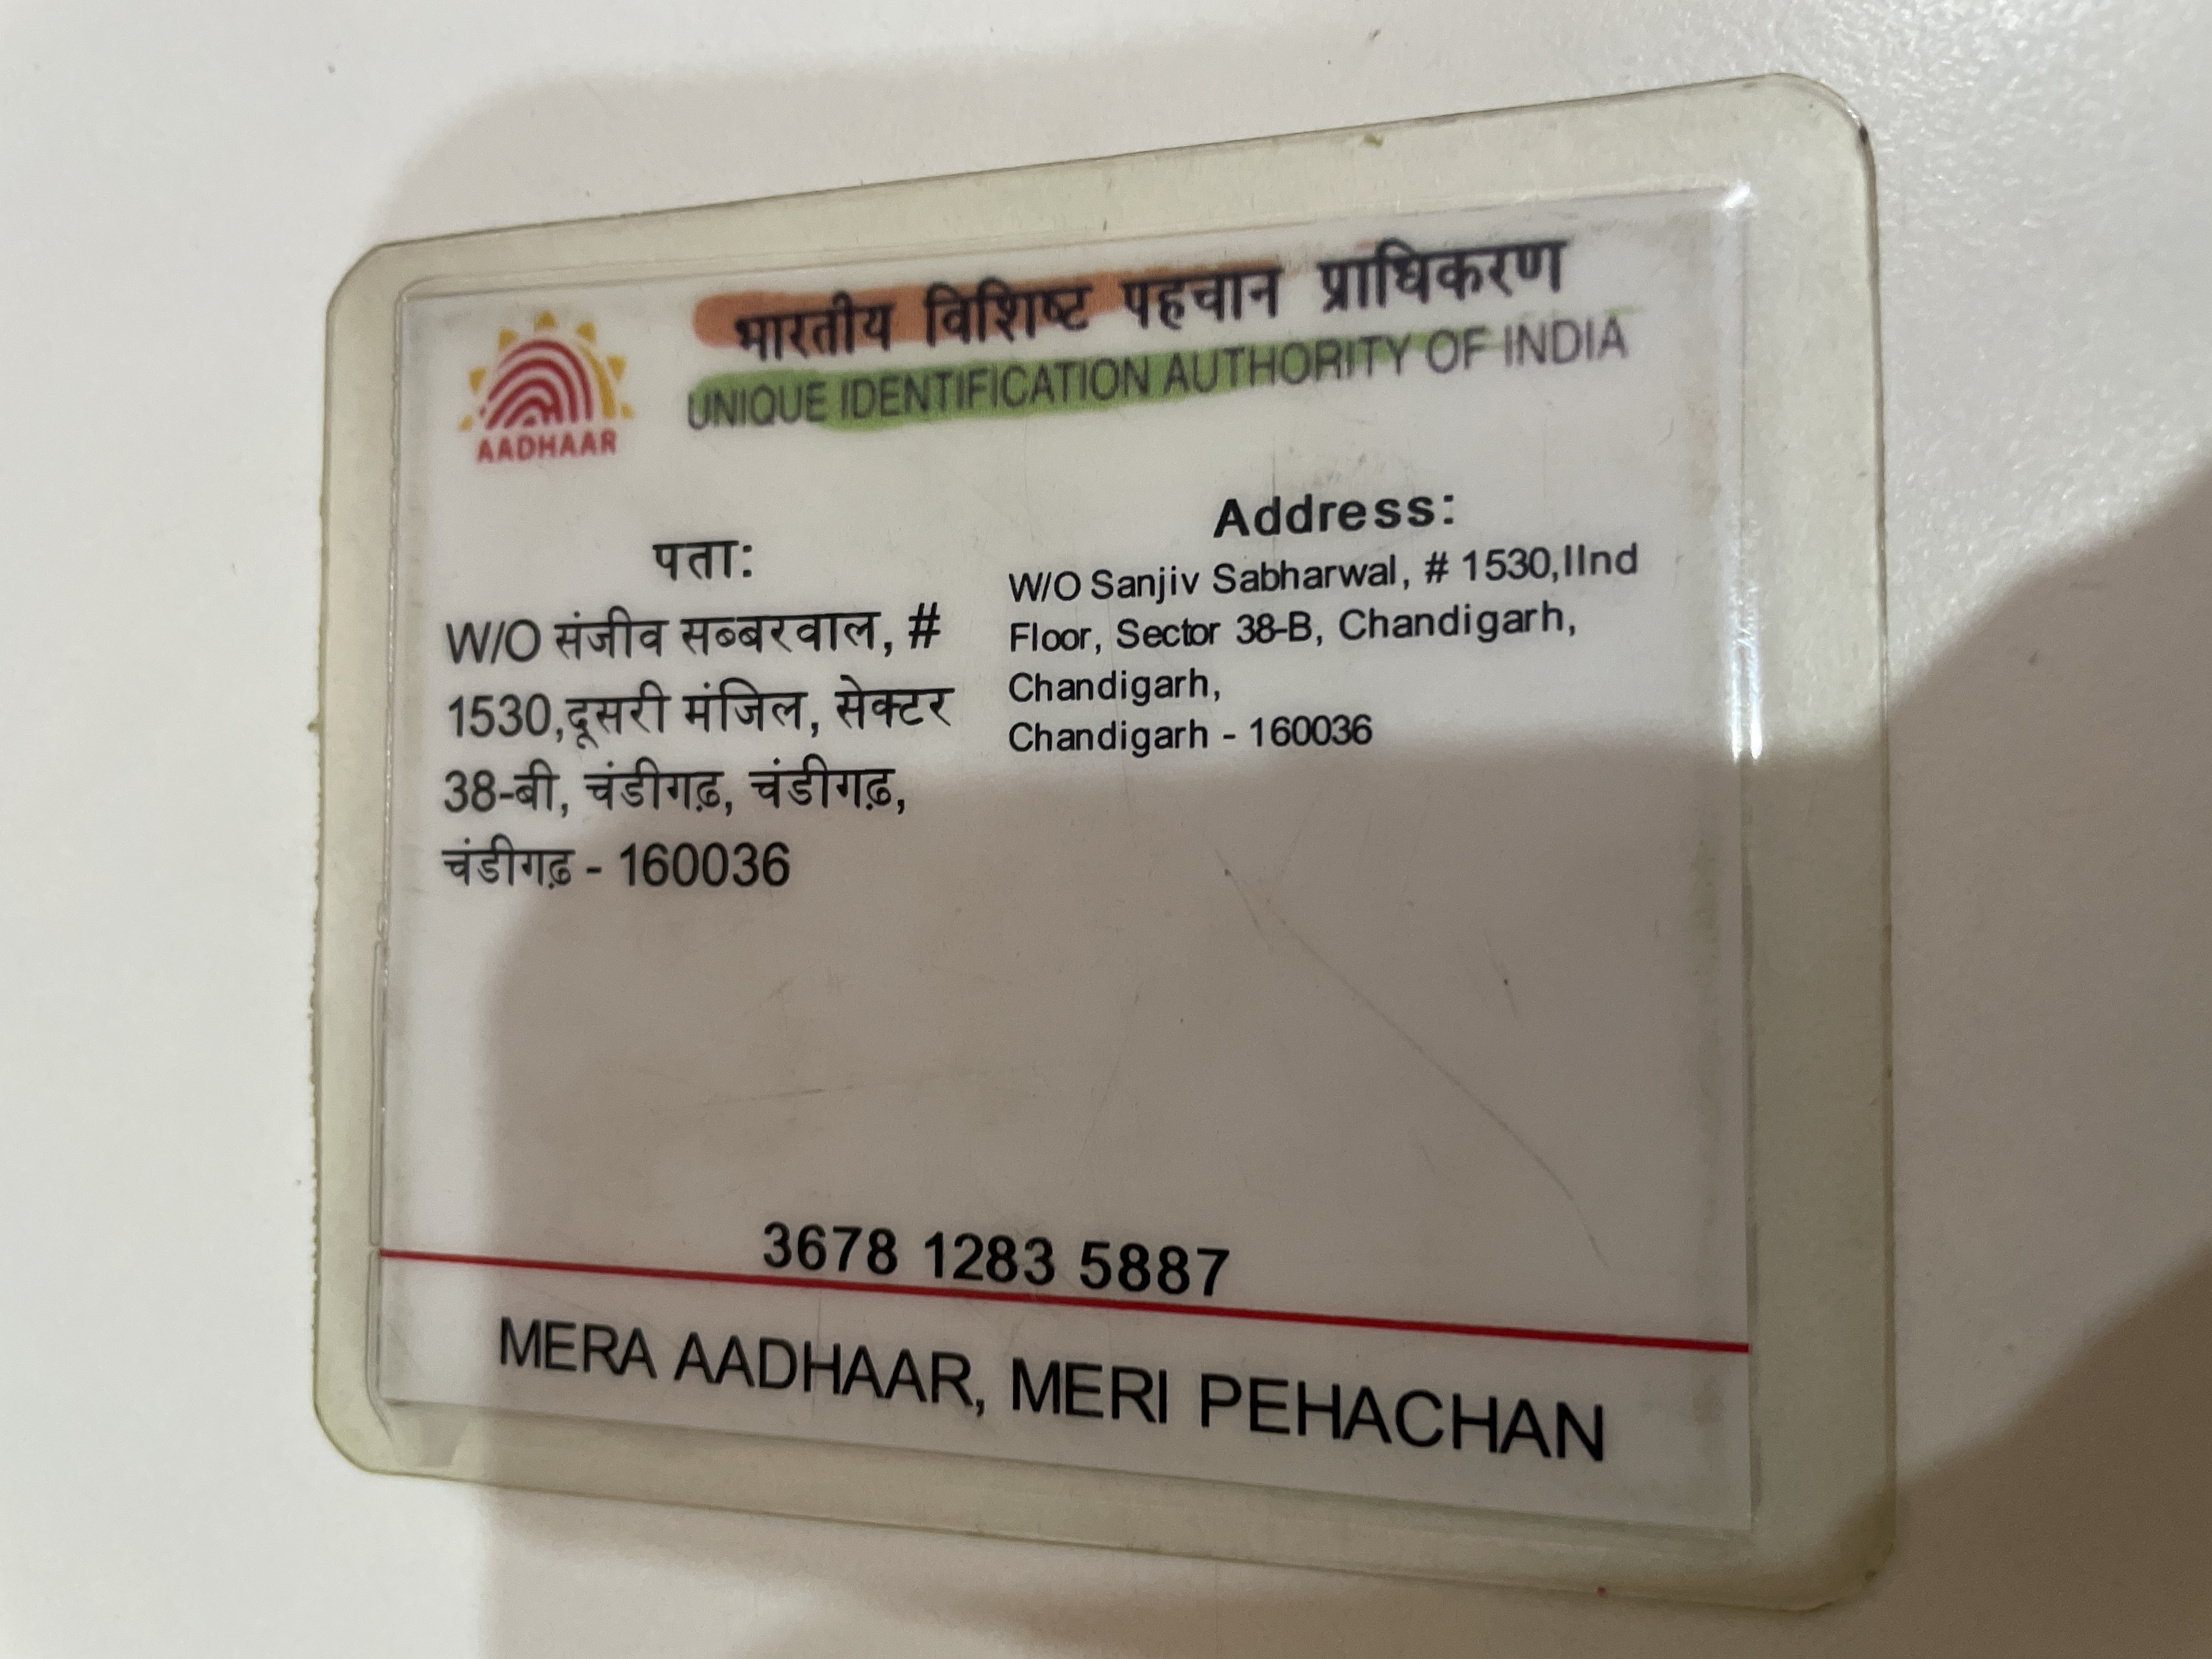 भारतीय विशिष्ट पहचान प्राधिकरण
UNIQUE IDENTIFICATION AUTHORITY OF INDIA
AADHAAR
पता:
W/O संजीव सब्बरवाल, #
1530,दूसरी मंजिल, सेक्टर
38-बी, चंडीगढ़, चंडीगढ़,
चंडीगढ़ - 160036
Address:
W/O Sanjiv Sabharwal, # 1530,IInd
Floor, Sector 38-B, Chandigarh,
Chandigarh,
Chandigarh - 160036
3678 1283 5887
MERA AADHAAR, MERI PEHACHAN